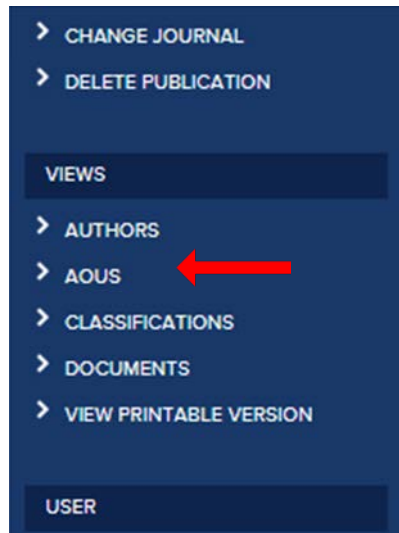 CHANGE JOURNAL
DELETE PUBLICATION
VIEWS
AUTHORS
AOUS
CLASSIFICATIONS
DOCUMENTS
VIEW PRINTABLE VERSION
USER